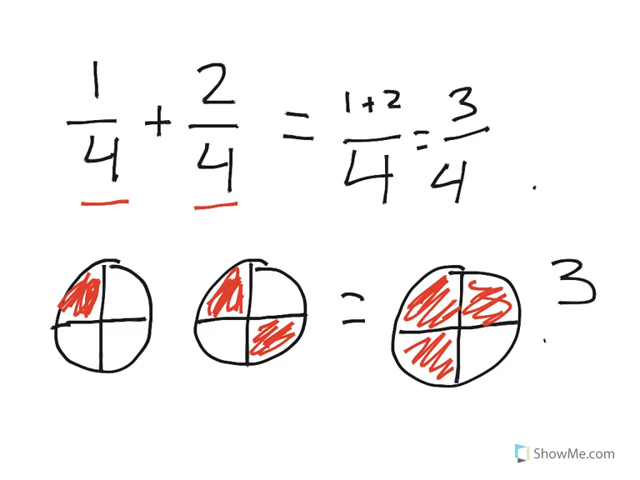 1/4 + 2/4 = 1+2/4 = 3/4
= 3
ShowMe.com